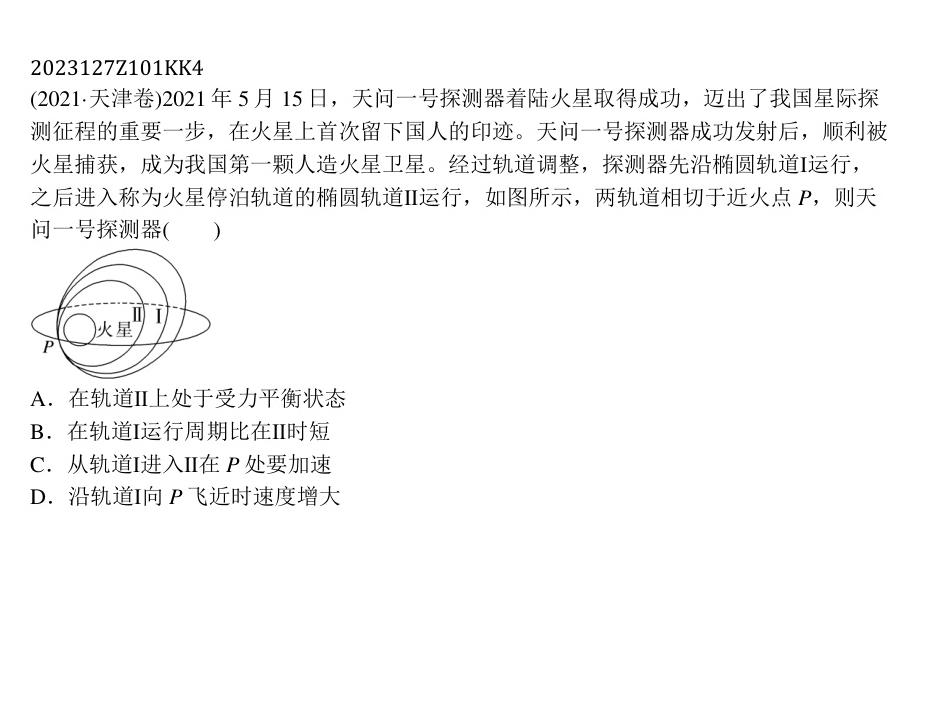 2023127Z101KK4
(2021·天津卷)2021年5月15日，天问一号探测器着陆火星取得成功，迈出了我国星际探
测征程的重要一步，在火星上首次留下国人的印迹。天问一号探测器成功发射后，顺利被
火星捕获，成为我国第一颗人造火星卫星。经过轨道调整，探测器先沿椭圆轨道Ⅰ运行，
之后进入称为火星停泊轨道的椭圆轨道Ⅱ运行，如图所示，两轨道相切于近火点 P，则天
问一号探测器(　　)
Ⅱ Ⅰ
火星
P
A．在轨道Ⅱ上处于受力平衡状态
B．在轨道Ⅰ运行周期比在Ⅱ时短
C．从轨道Ⅰ进入Ⅱ在 P 处要加速
D．沿轨道Ⅰ向 P 飞近时速度增大